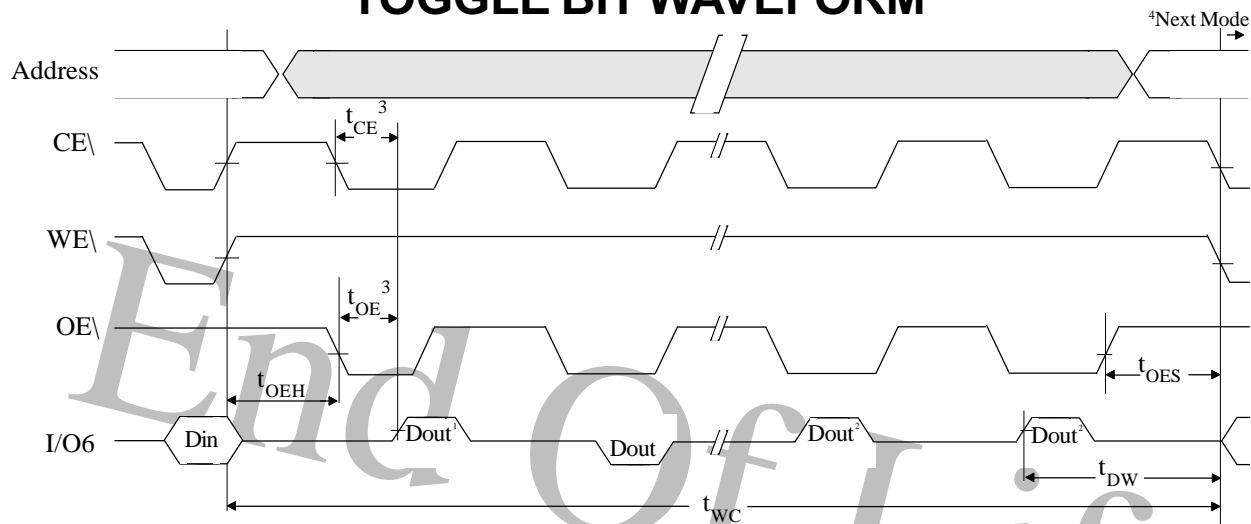 TOGGLE BIT WAVEFORM
⁴Next Mode
Address
tCE³
CE\
WE\
tOE³
OE\
tOEH
tOES
I/O6
Din
Dout¹
Dout
Dout²
Dout²
tDW
tWC
End Of Lif